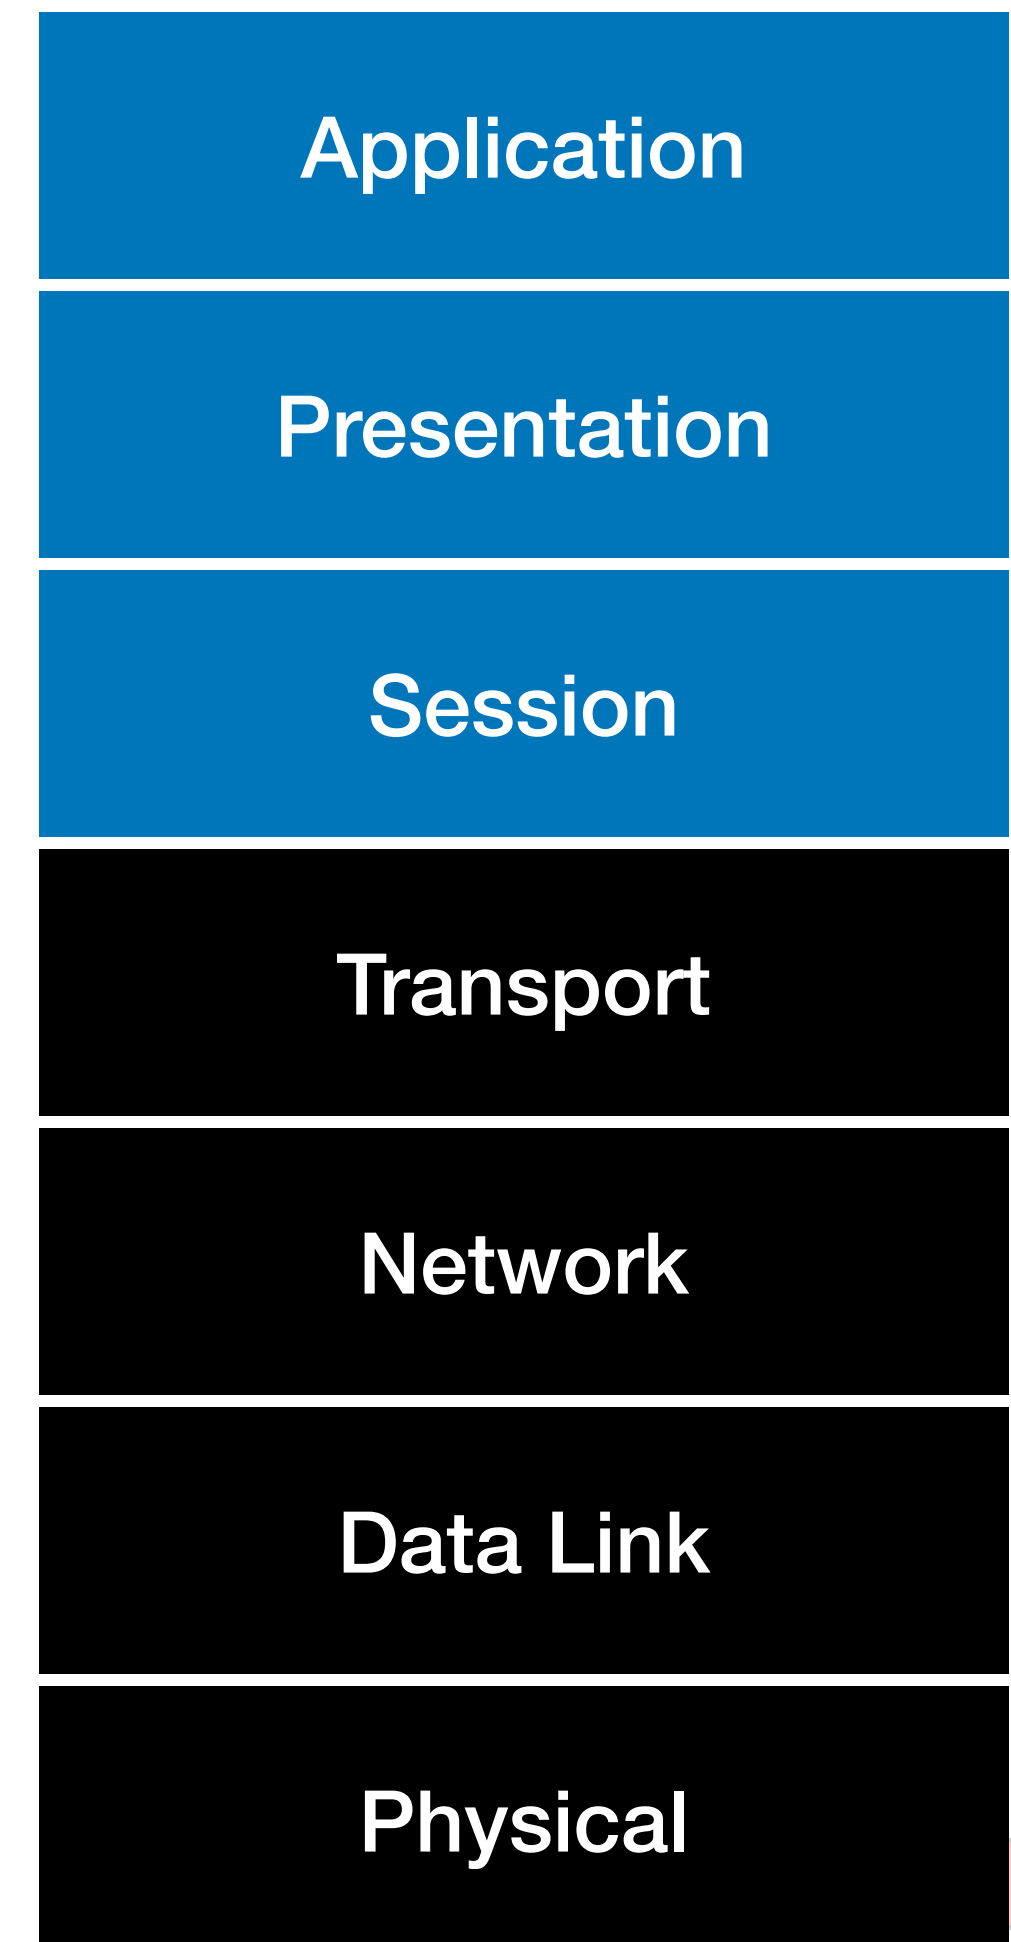 Application
Presentation
Session
Transport
Network
Data Link
Physical